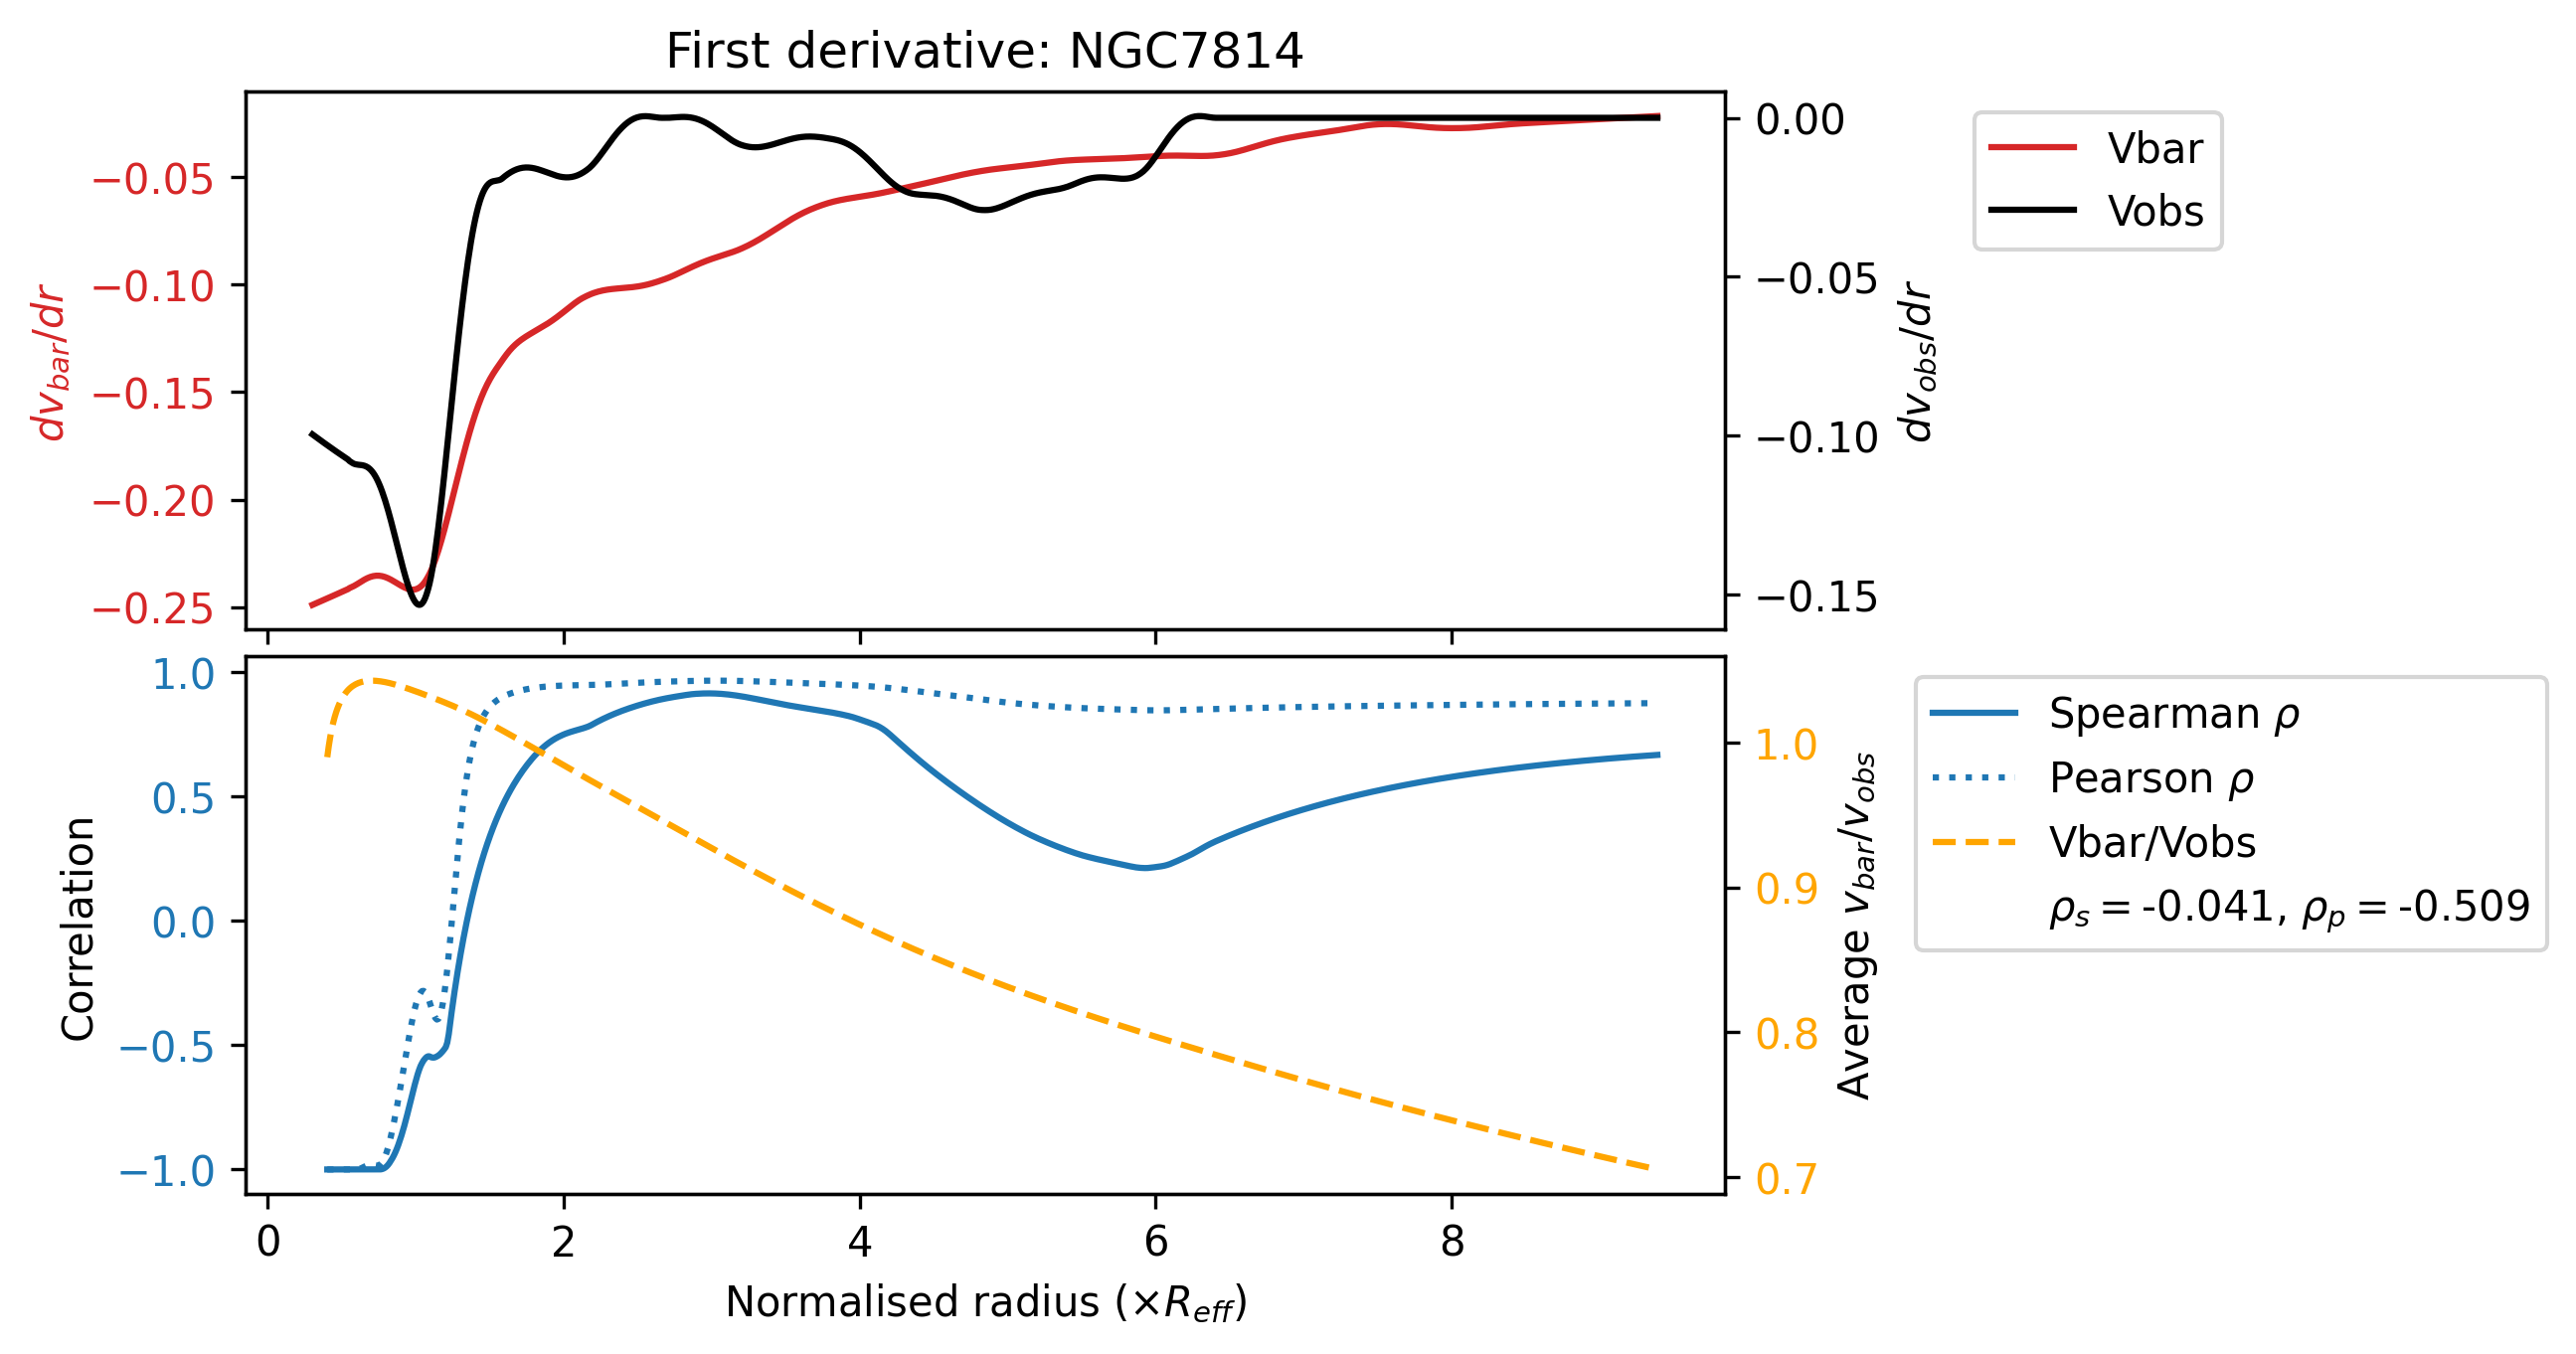 First derivative: NGC7814
−0.05
−0.10
−0.15
−0.20
−0.25
dv_bar/dr
0.00
−0.05
−0.10
−0.15
dv_obs/dr
Vbar
Vobs
1.0
0.5
0.0
−0.5
−1.0
Correlation
1.0
0.9
0.8
0.7
Average v_bar/v_obs
Spearman ρ
Pearson ρ
Vbar/Vobs
ρ_s = -0.041, ρ_p = -0.509
0 2 4 6 8
Normalised radius (×R_eff)